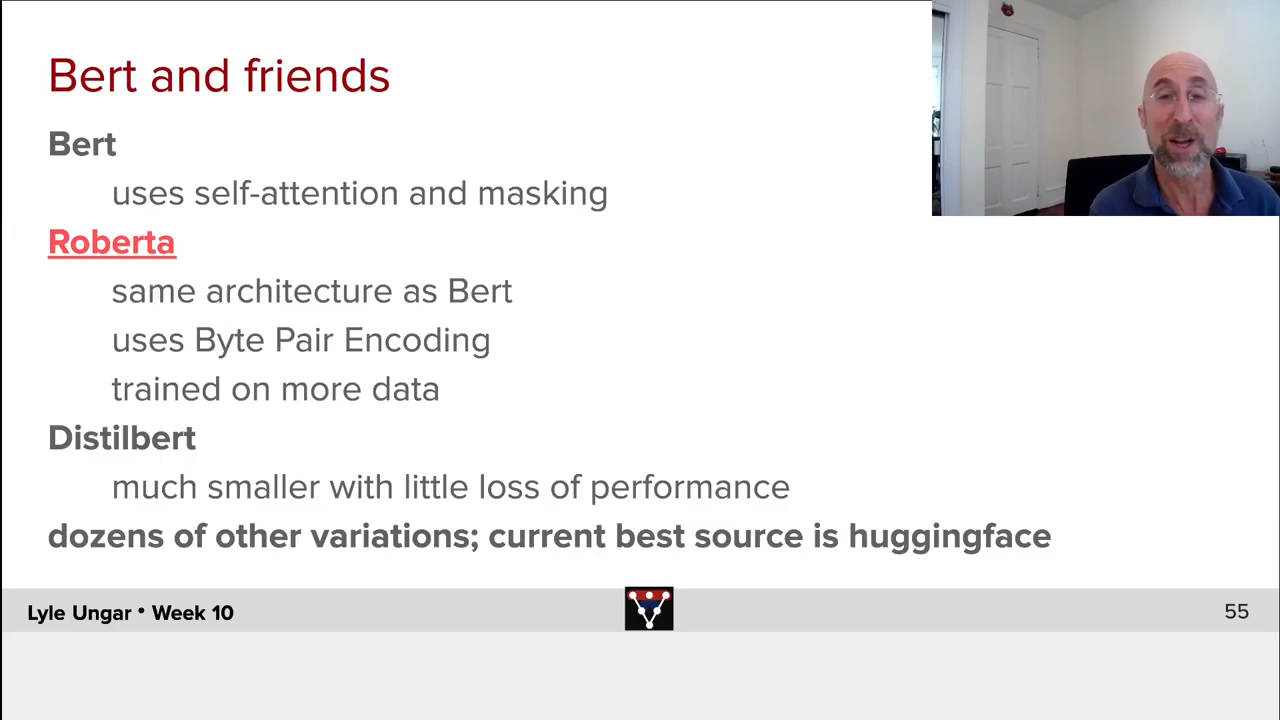 Bert and friends
Bert
uses self-attention and masking
Roberta
same architecture as Bert
uses Byte Pair Encoding
trained on more data
Distilbert
much smaller with little loss of performance
dozens of other variations; current best source is huggingface
Lyle Ungar • Week 10
55